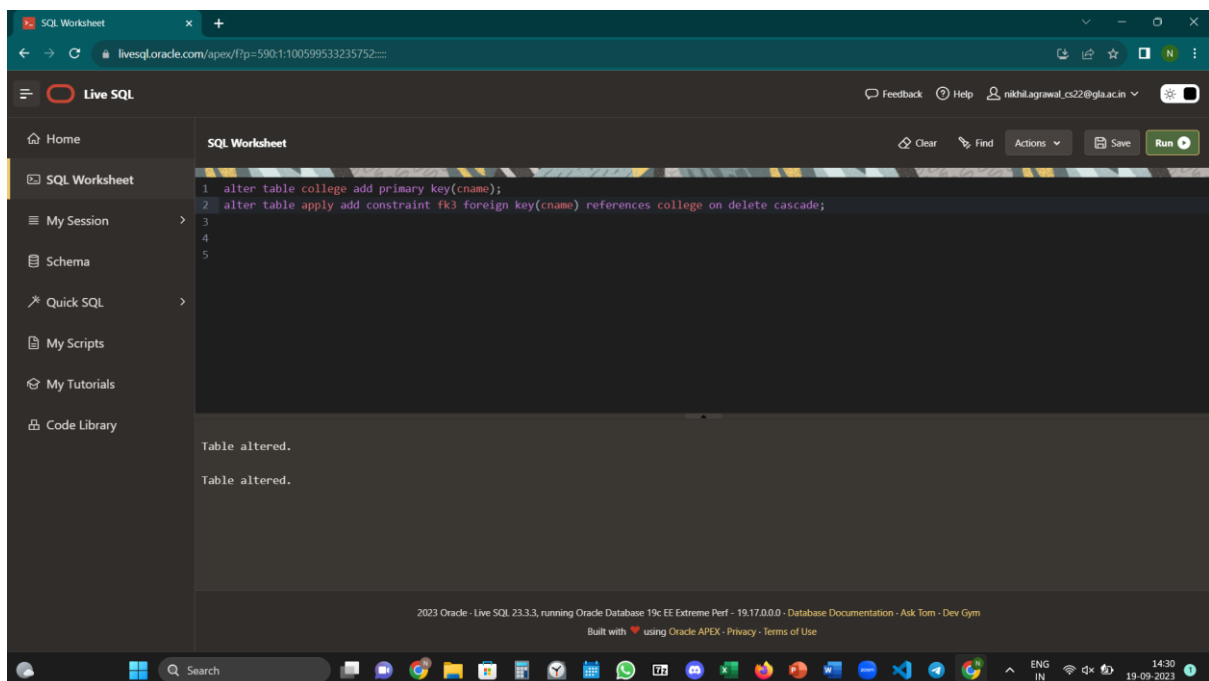 SQL Worksheet
livesql.oracle.com/apex/f?p=590:1:100599533235752:::::
N
Live SQL
Feedback Help nikhil.agrawal_cs22@gla.ac.in
Home
SQL Worksheet
Clear Find Actions Save Run
SQL Worksheet
1 alter table college add primary key(cname);
2 alter table apply add constraint fk3 foreign key(cname) references college on delete cascade;
3
4
5
My Session
Schema
Quick SQL
My Scripts
My Tutorials
Code Library
Table altered.
Table altered.
2023 Oracle · Live SQL 23.3.3, running Oracle Database 19c EE Extreme Perf - 19.17.0.0.0 · Database Documentation · Ask Tom · Dev Gym
Built with ❤ using Oracle APEX · Privacy · Terms of Use
Search
ENG
IN
14:30
19-09-2023
1